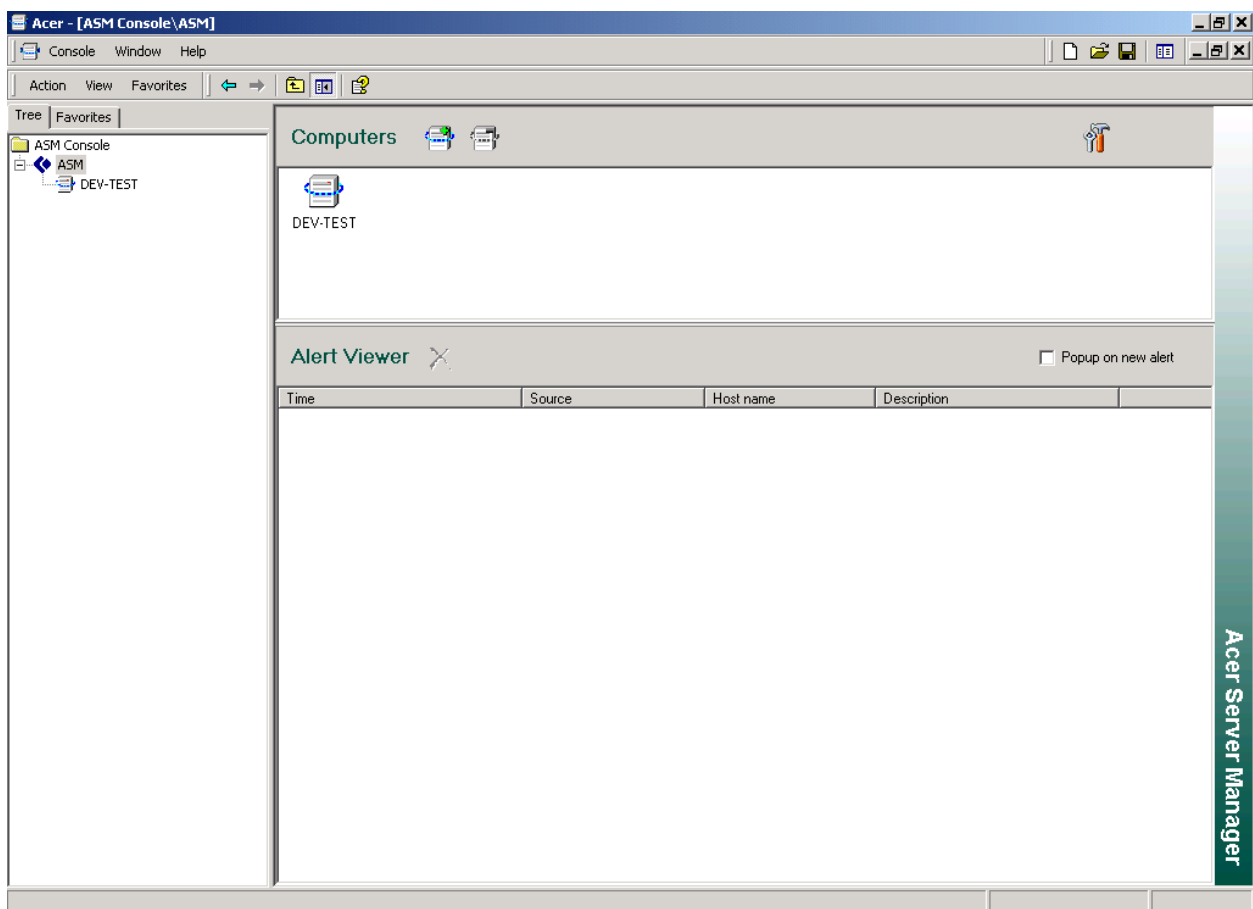 Acer - [ASM Console\ASM]
Console Window Help
Action View Favorites
Tree Favorites
ASM Console
ASM
DEV-TEST
Computers
DEV-TEST
Alert Viewer
Popup on new alert
Time Source Host name Description
Acer Server Manager